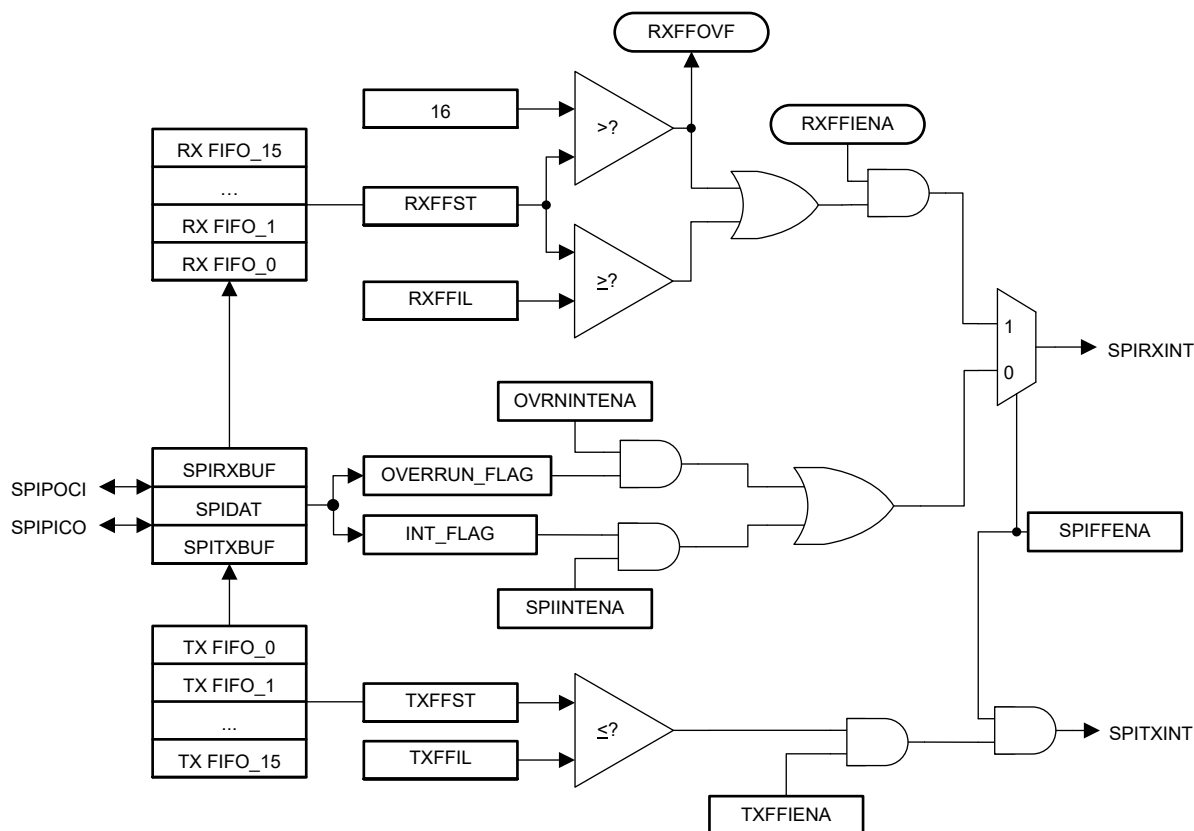 RXFFOVF
16
>?
RXFFIENA
RX FIFO_15
...
RX FIFO_1
RX FIFO_0
RXFFST
RXFFIL
≥?
1
0
SPIRXINT
OVRNINTENA
SPIPOCI
SPIPICO
SPIRXBUF
SPIDAT
SPITXBUF
OVERRUN_FLAG
INT_FLAG
SPIINTENA
SPIFFENA
TX FIFO_0
TX FIFO_1
...
TX FIFO_15
TXFFST
TXFFIL
≤?
TXFFIENA
SPITXINT